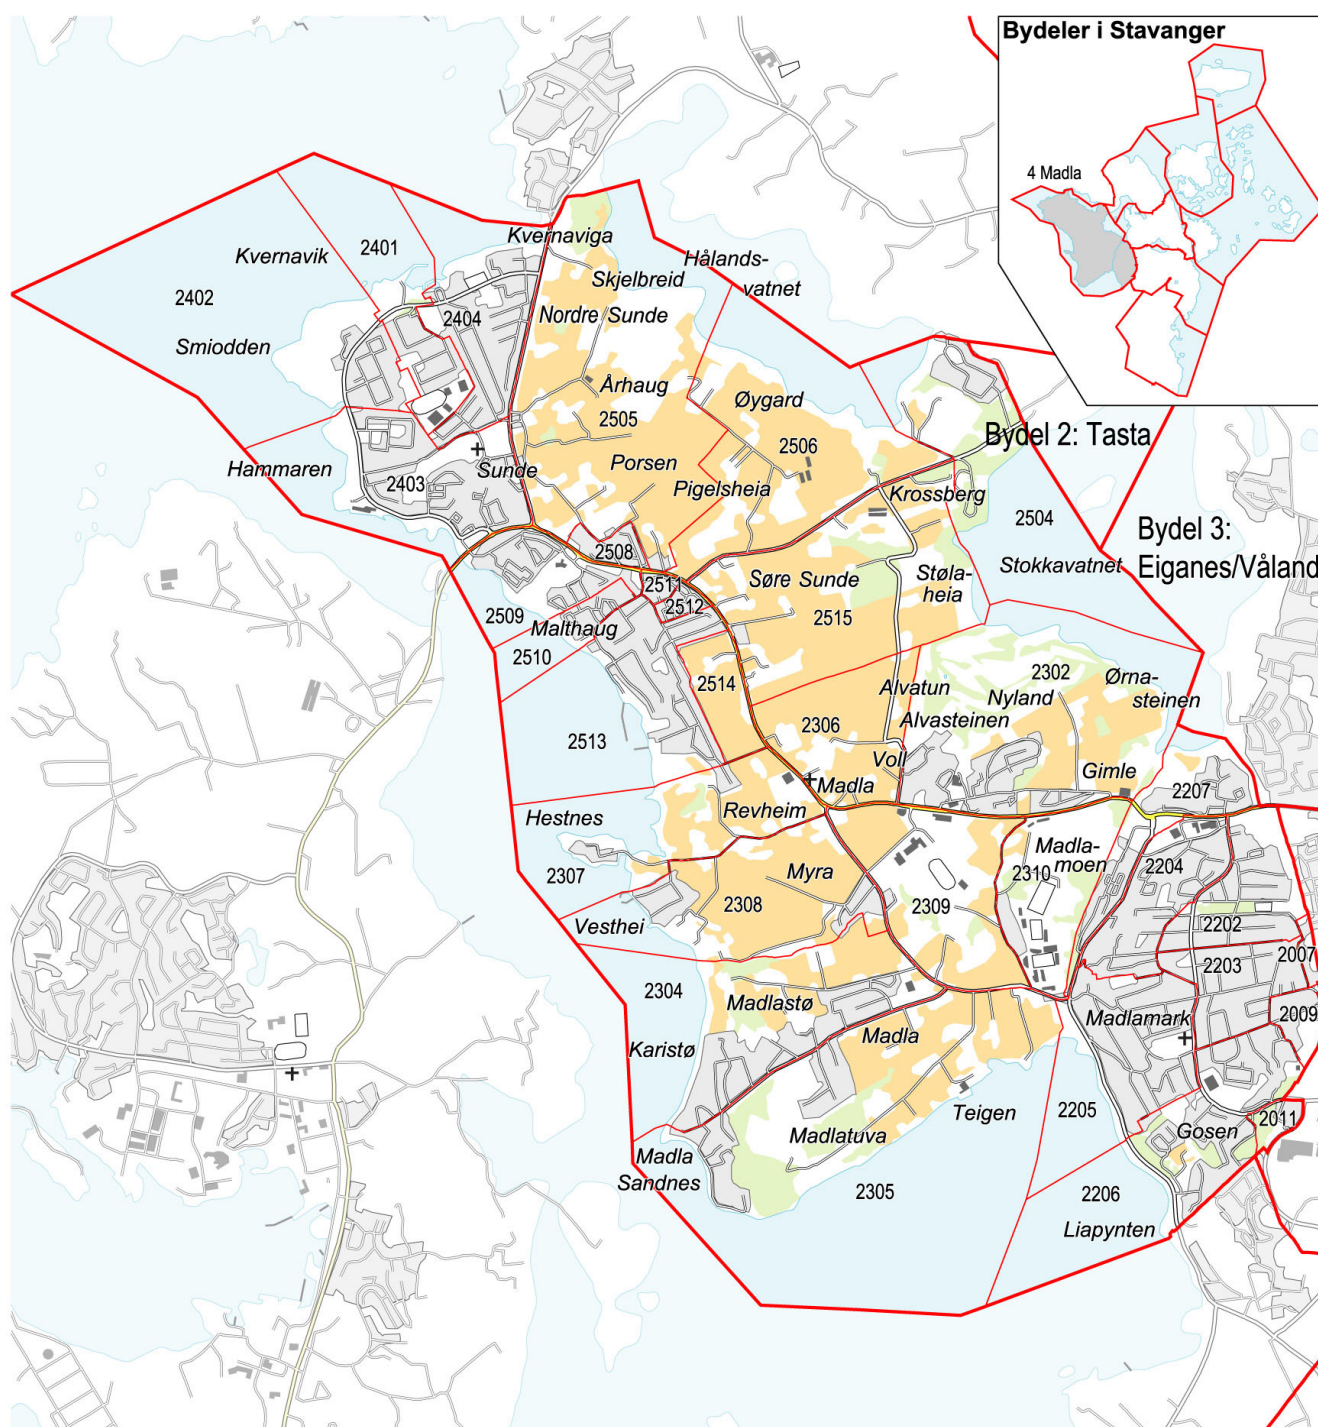 Bydeler i Stavanger
4 Madla
Kvernaviga
Kvernavik
2401
Hålands-
vatnet
Skjelbreid
2402
2404
Nordre Sunde
Smiodden
Århaug
Øygard
2505
2506
Bydel 2: Tasta
Hammaren
Sunde
Porsen
2403
Pigelsheia
Krossberg
2504
Bydel 3:
Eiganes/Våland
2508
Stokkavatnet
2511
Søre Sunde
Støla-
heia
2512
2509
Malthaug
2515
2510
2514
Alvatun
2302
Nyland
Ørna-
steinen
2306
Alvasteinen
2513
Voll
Gimle
Madla
2207
Hestnes
Revheim
Madla-
moen
2307
Myra
2310
2204
2308
2309
2202
Vesthei
2203
2007
2304
Madlastø
Madlamark
2009
Karistø
Madla
Teigen
2205
2011
Madlatuva
Gosen
Madla
Sandnes
2305
2206
Liapynten